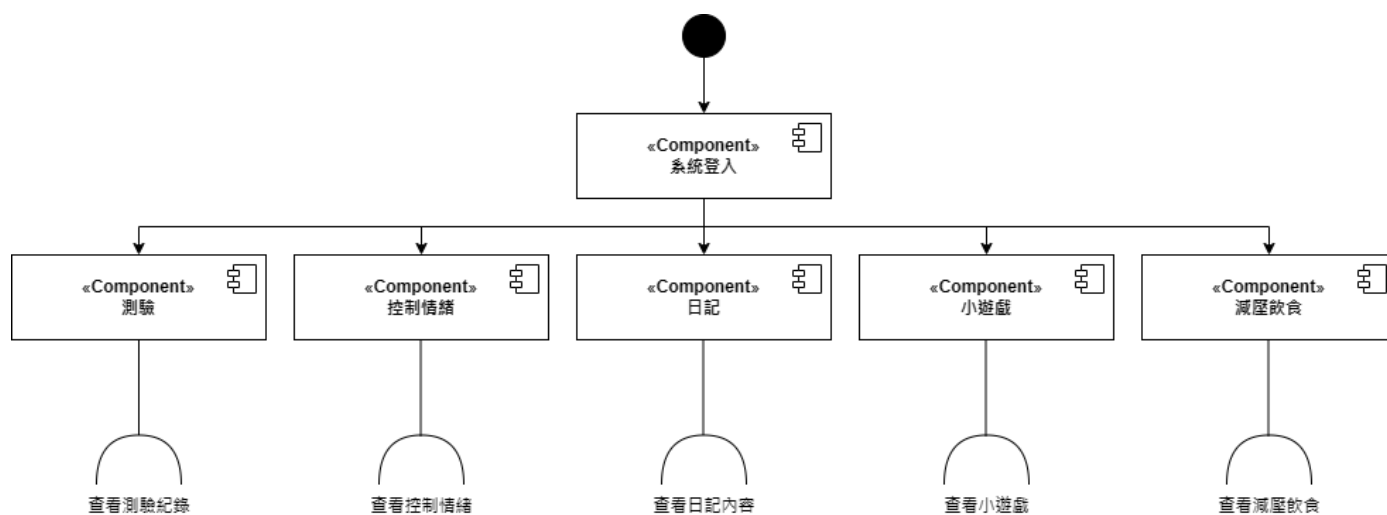 «Component»
系統登入
«Component»
測驗
«Component»
控制情緒
«Component»
日記
«Component»
小遊戲
«Component»
減壓飲食
查看測驗紀錄
查看控制情緒
查看日記內容
查看小遊戲
查看減壓飲食